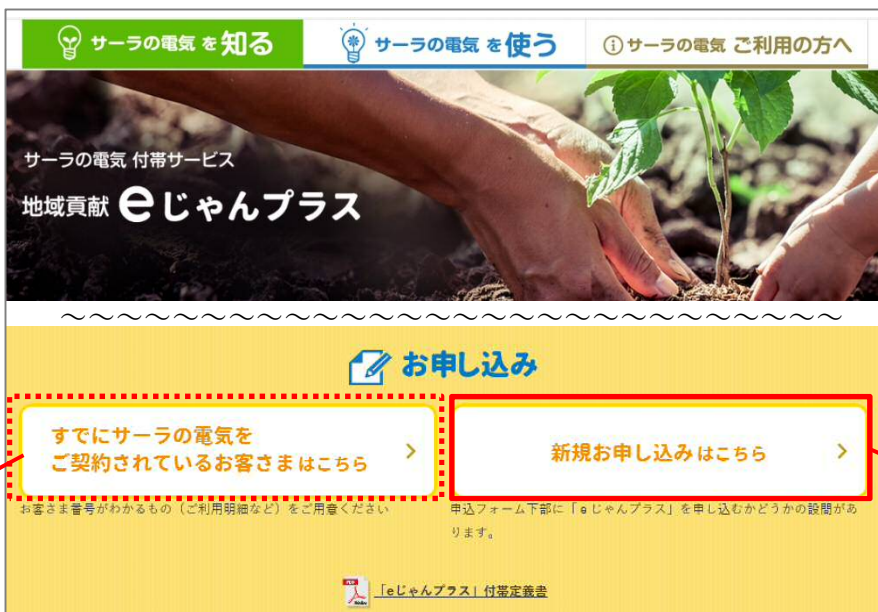 サーラの電気 を 知る
サーラの電気 を 使う
サーラの電気 ご利用の方へ
サーラの電気 付帯サービス
地域貢献 eじゃんプラス
～～～～～～～～～～～～～～～～～～～～～～～～～～～～
お申し込み
すでにサーラの電気を
ご契約されているお客さまはこちら
お客さま番号がわかるもの（ご利用明細など）をご用意ください
新規お申し込みはこちら
申込フォーム下部に「eじゃんプラス」を申し込むかどうかの設問があ
ります。
「eじゃんプラス」付帯定義書